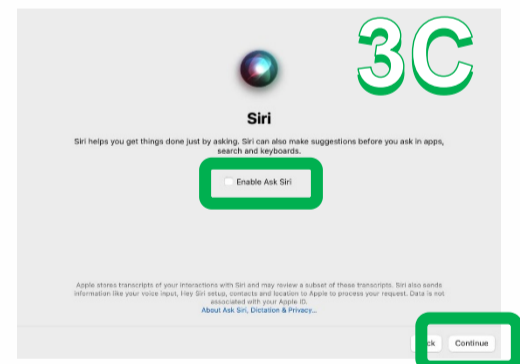 3C
Siri
Siri helps you get things done just by asking. Siri can also make suggestions before you ask in apps,
search and keyboards.
Enable Ask Siri
Apple stores transcripts of your interactions with Siri and may review a subset of these transcripts. Siri also sends
information like your voice input, Hey Siri setup, contacts and location to Apple to process your request. Data is not
associated with your Apple ID.
About Ask Siri, Dictation & Privacy...
ck Continue